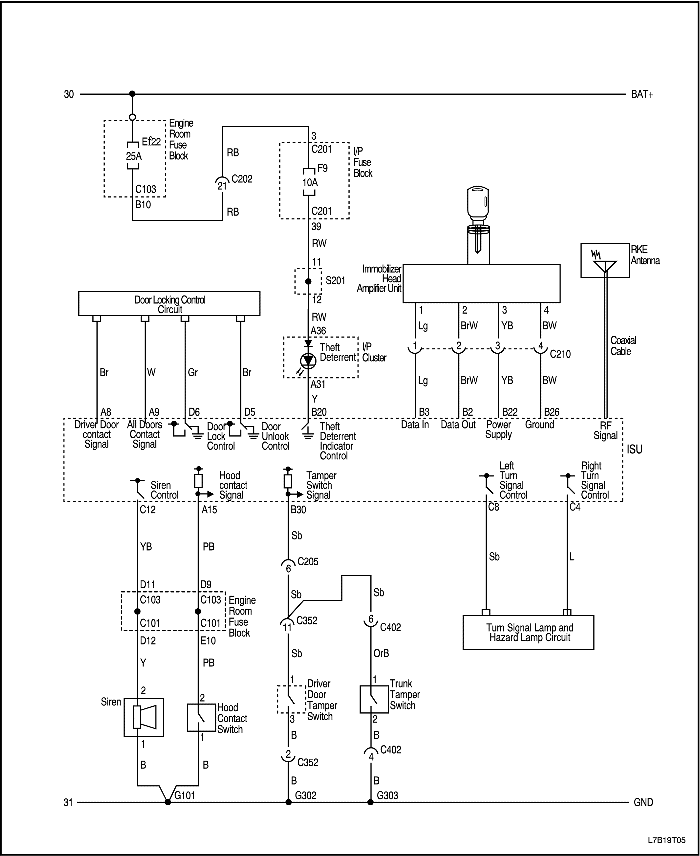 30
BAT+
Engine
Room
Fuse
Block
Ef22
25A
C103
B10
RB
C202
21
RB
3
C201
I/P
Fuse
Block
F9
10A
C201
39
RW
11
S201
12
RW
A36
Theft
Deterrent
I/P
Cluster
A31
Y
B20
Immobilizer
Head
Amplifier Unit
1 2 3 4
Lg BrW YB BW
1 2 3 4
C210
Lg BrW YB BW
B3 B2 B22 B26
RKE
Antenna
Coaxial
Cable
Door Locking Control
Circuit
Br W Gr Br
A8 A9 D6 D5
Driver Door
contact
Signal
All Doors
Contact
Signal
Door
Lock
Control
Door
Unlock
Control
Theft
Deterrent
Indicator
Control
Data In
Data Out
Power
Supply
Ground
RF
Signal
ISU
Siren
Control
Hood
contact
Signal
Tamper
Switch
Signal
Left
Turn
Signal
Control
Right
Turn
Signal
Control
C12 A15 B30 C8 C4
YB PB Sb Sb L
C205
6
D11 D9
C103 C103
C101 C101
Engine
Room
Fuse
Block
D12 E10
Y PB
Sb Sb
11
C352
6
C402
Sb OrB
Turn Signal Lamp and
Hazard Lamp Circuit
Siren
2
1
2
Hood
Contact
Switch
1
1
Driver
Door
Tamper
Switch
3
1
Trunk
Tamper
Switch
2
B B
2
C352
4
C402
B B B B
G101 G302 G303
31
GND
L7B19T05